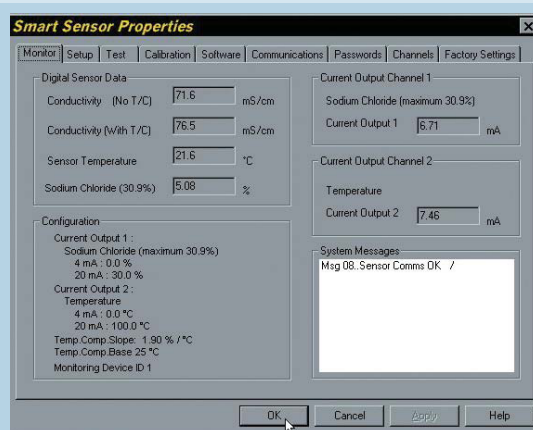 Smart Sensor Properties
Monitor Setup Test Calibration Software Communications Passwords Channels Factory Settings
Digital Sensor Data
Conductivity (No T/C) 71.6 mS/cm
Conductivity (With T/C) 76.5 mS/cm
Sensor Temperature 21.6 °C
Sodium Chloride (30.9%) 5.08 %
Configuration
Current Output 1 :
Sodium Chloride (maximum 30.9%)
4 mA : 0.0 %
20 mA : 30.0 %
Current Output 2 :
Temperature
4 mA : 0.0 °C
20 mA : 100.0 °C
Temp.Comp.Slope: 1.90 % / °C
Temp.Comp.Base 25 °C
Monitoring Device ID 1
Current Output Channel 1
Sodium Chloride (maximum 30.9%)
Current Output 1 6.71 mA
Current Output Channel 2
Temperature
Current Output 2 7.46 mA
System Messages
Msg 08..Sensor Comms OK /
OK Cancel Apply Help